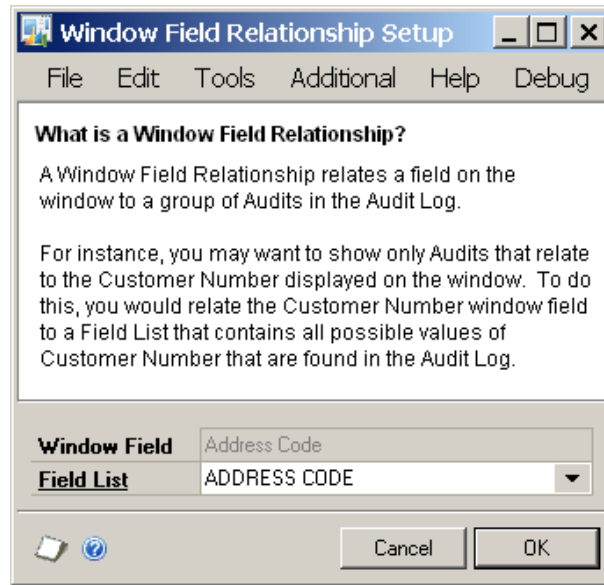 Window Field Relationship Setup
File Edit Tools Additional Help Debug
What is a Window Field Relationship?
A Window Field Relationship relates a field on the
window to a group of Audits in the Audit Log.
For instance, you may want to show only Audits that relate
to the Customer Number displayed on the window. To do
this, you would relate the Customer Number window field
to a Field List that contains all possible values of
Customer Number that are found in the Audit Log.
Window Field Address Code
Field List ADDRESS CODE
Cancel OK